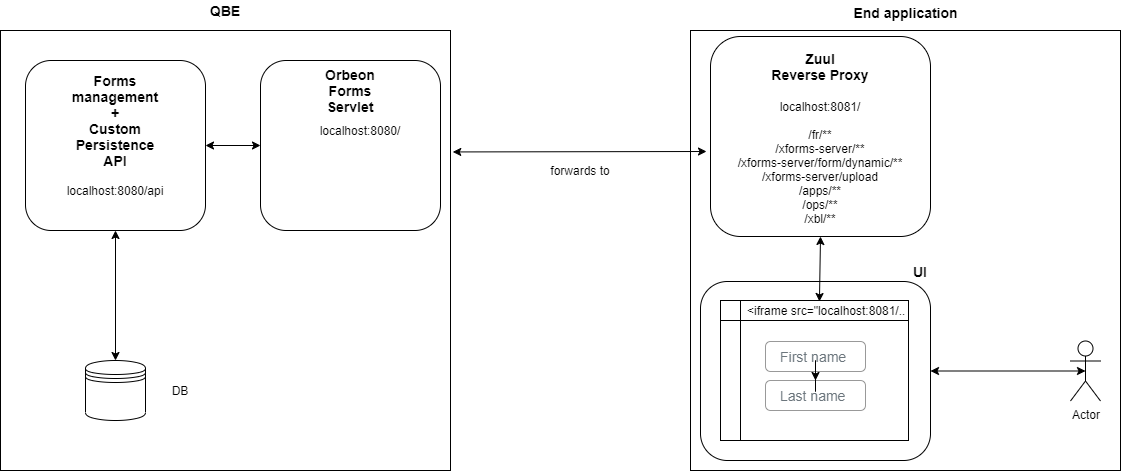 QBE
End application
Forms
management
+
Custom
Persistence
API
localhost:8080/api
Orbeon
Forms
Servlet
localhost:8080/
forwards to
Zuul
Reverse Proxy
localhost:8081/
/fr/**
/xforms-server/**
/xforms-server/form/dynamic/**
/xforms-server/upload
/apps/**
/ops/**
/xbl/**
UI
<iframe src="localhost:8081/..
First name
Last name
DB
Actor